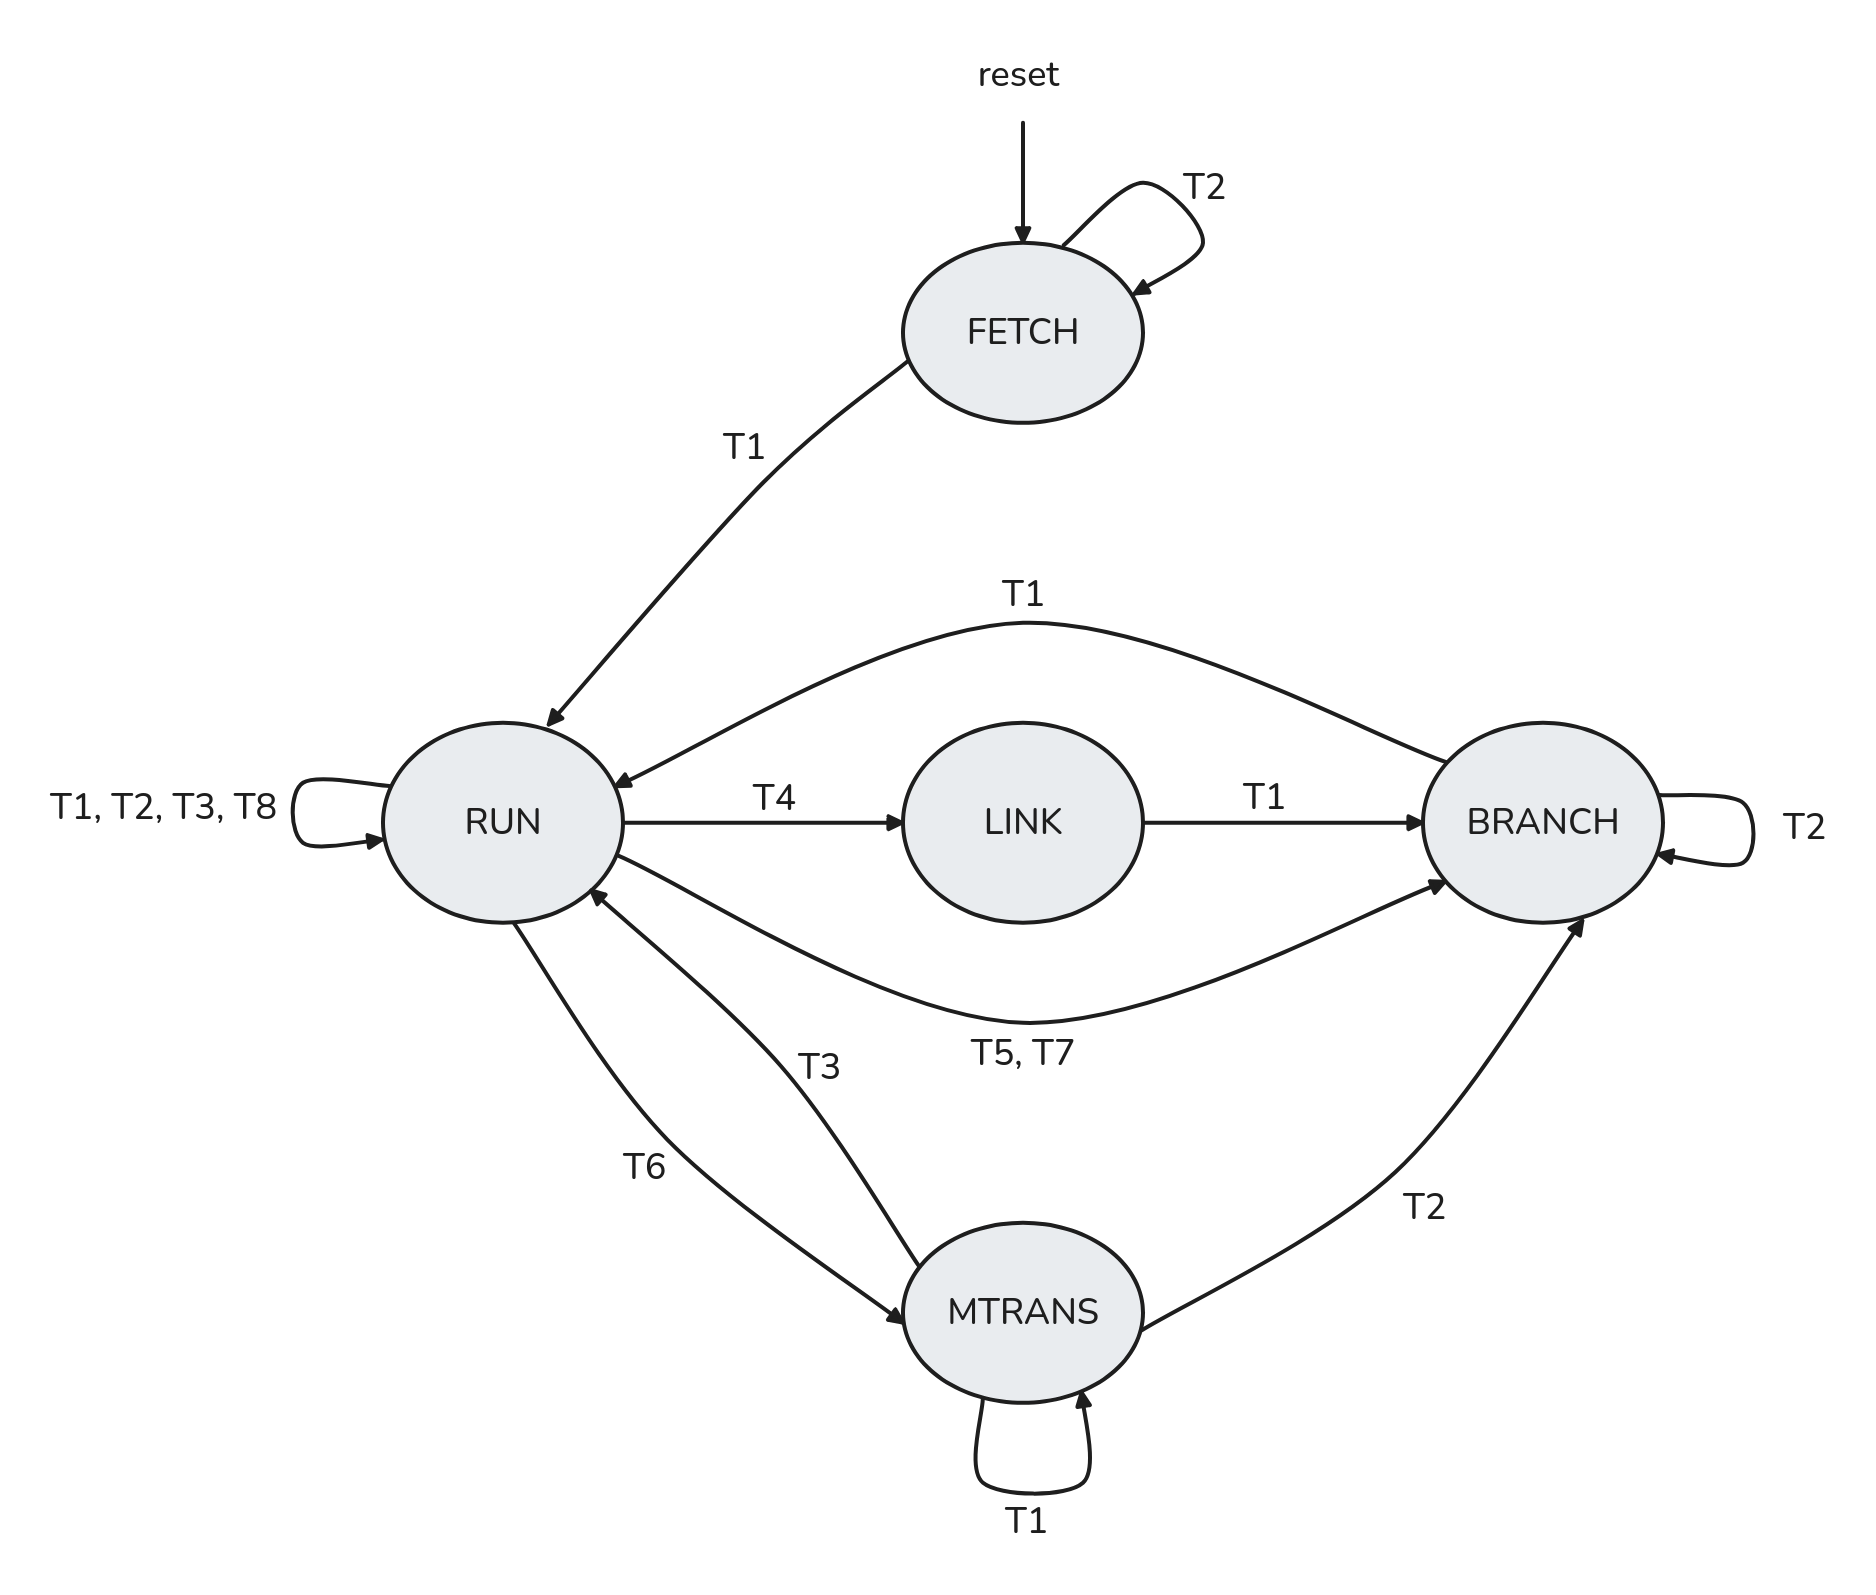 reset
T2
FETCH
T1
T1
T1, T2, T3, T8
RUN
T4
LINK
T1
BRANCH
T2
T5, T7
T3
T6
T2
MTRANS
T1